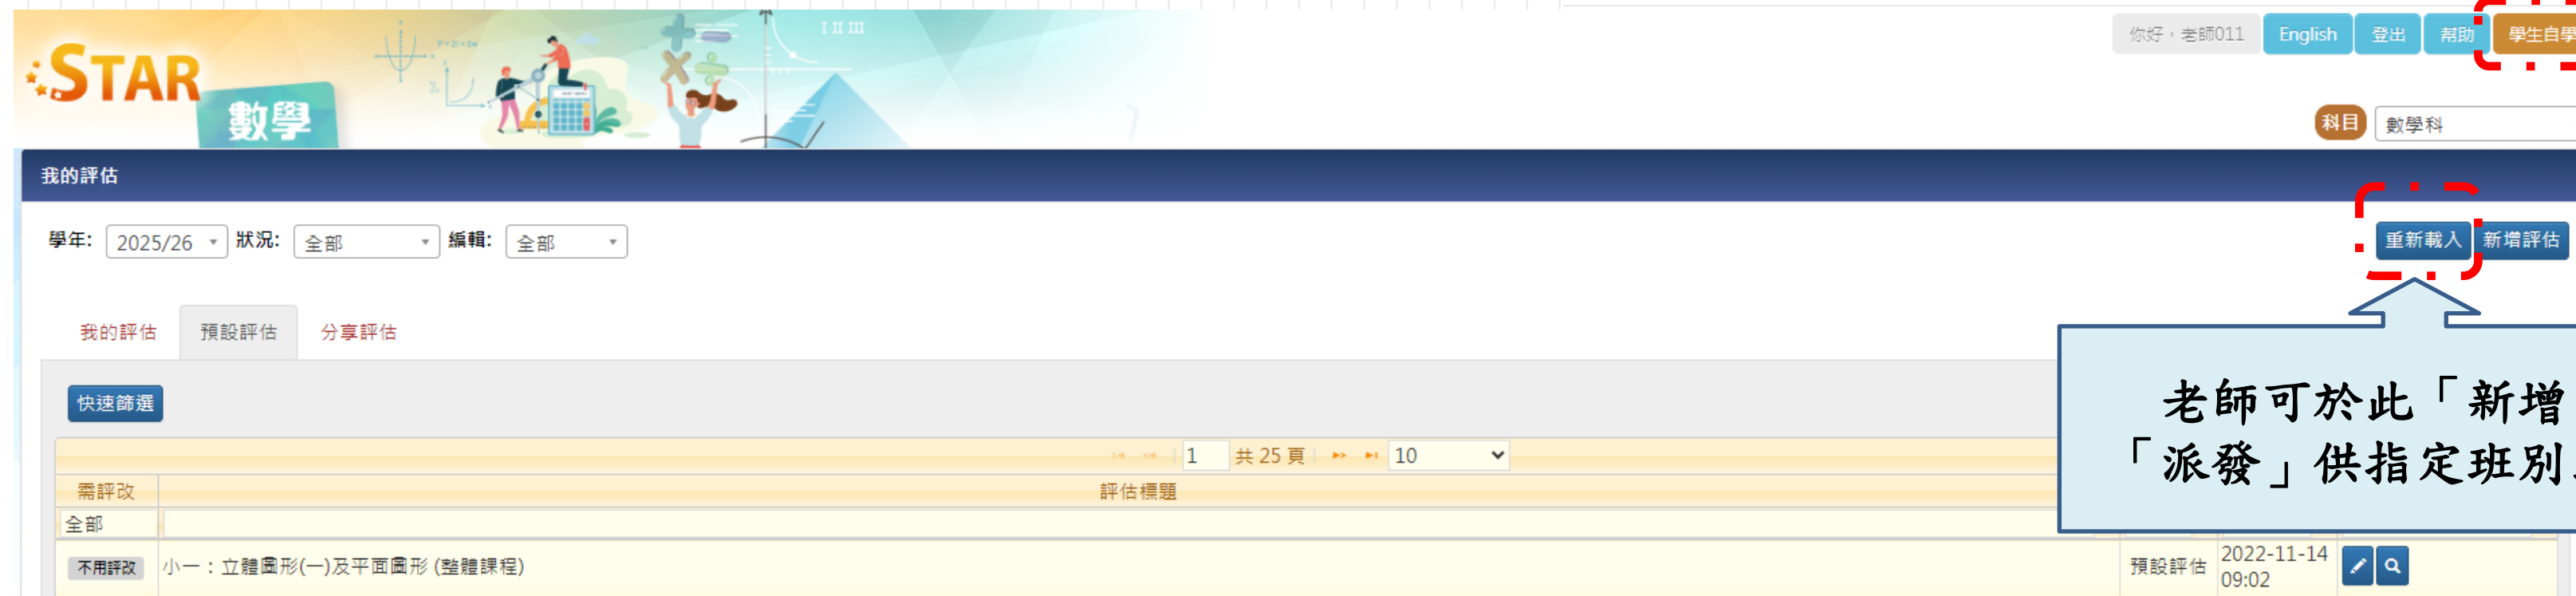 你好，老師011 English 登出 幫助 學生自學
STAR 數學
P=2l+2w
I II III
科目 數學科
我的評估
學年: 2025/26 狀況: 全部 編輯: 全部
重新載入 新增評估
我的評估 預設評估 分享評估
快速篩選
老師可於此「新增
「派發」供指定班別
1 共 25 頁 10
需評改 評估標題
全部
不用評改 小一：立體圖形(一)及平面圖形 (整體課程) 預設評估 2022-11-14
09:02